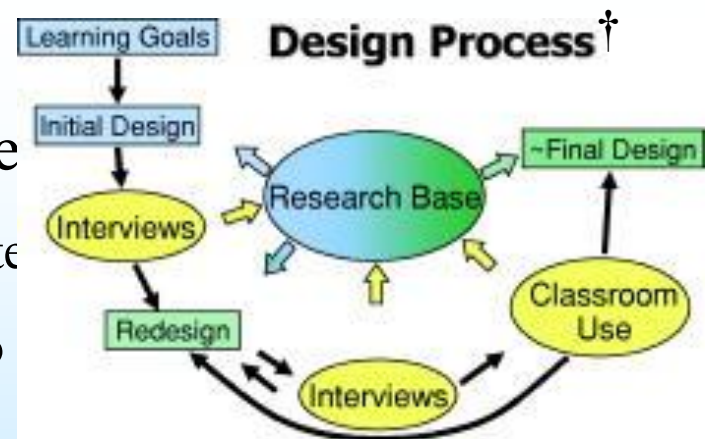 Learning Goals
Design Process†
Initial Design
~Final Design
Research Base
Interviews
Classroom
Use
Redesign
Interviews